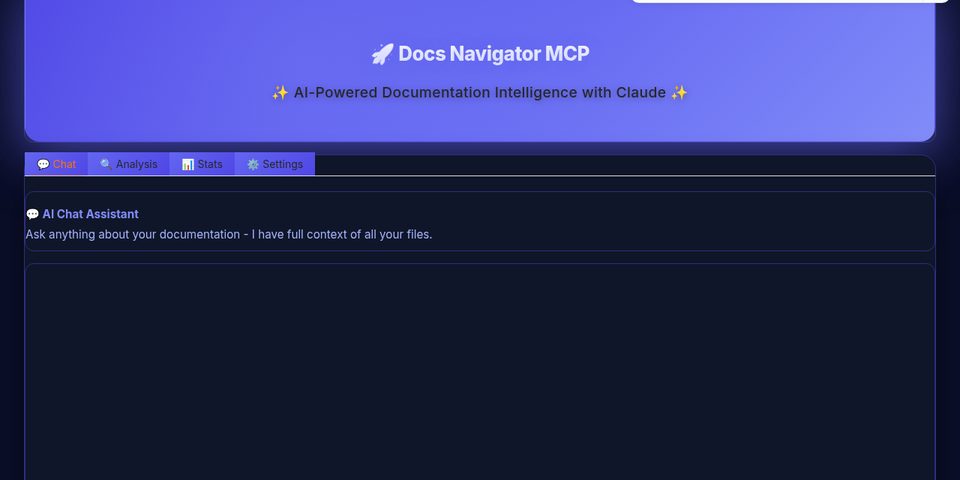 🚀 Docs Navigator MCP
✨ AI-Powered Documentation Intelligence with Claude ✨
💬 Chat 🔍 Analysis 📊 Stats ⚙️ Settings
💬 AI Chat Assistant
Ask anything about your documentation - I have full context of all your files.